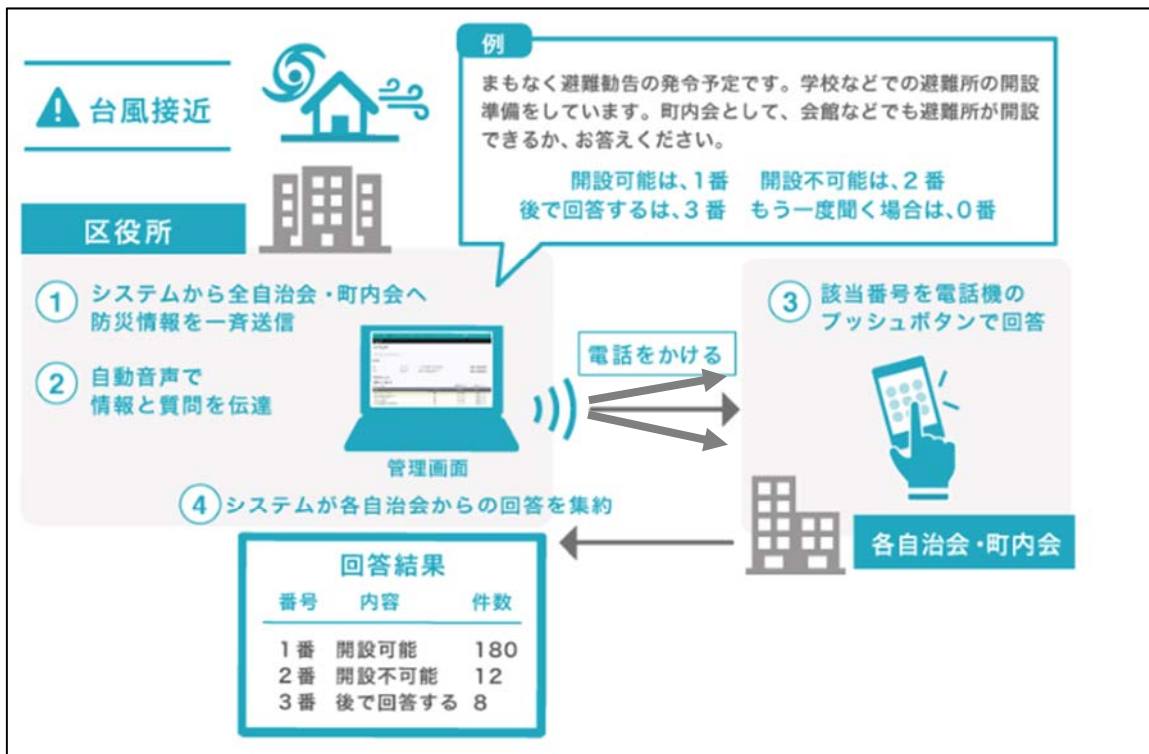 台風接近
例
まもなく避難勧告の発令予定です。学校などでの避難所の開設
準備をしています。町内会として、会館などでも避難所が開設
できるか、お答えください。
開設可能は、1番 開設不可能は、2番
後で回答するは、3番 もう一度聞く場合は、0番
区役所
① システムから全自治会・町内会へ
防災情報を一斉送信
② 自動音声で
情報と質問を伝達
管理画面
電話をかける
③ 該当番号を電話機の
プッシュボタンで回答
各自治会・町内会
④ システムが各自治会からの回答を集約
回答結果
番号 内容 件数
1番 開設可能 180
2番 開設不可能 12
3番 後で回答する 8